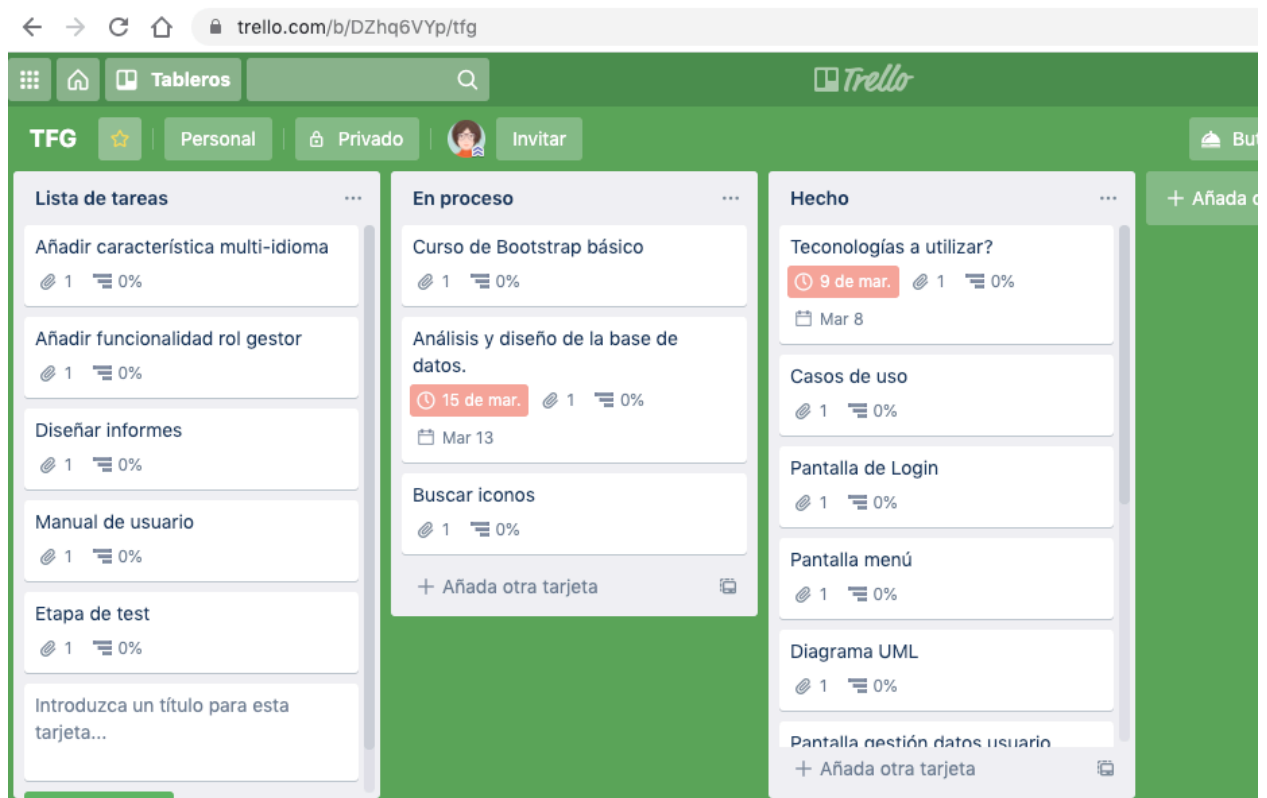 trello.com/b/DZhq6VYp/tfg
Tableros
Trello
TFG
Personal
Privado
Invitar
Lista de tareas
Añadir característica multi-idioma
1 0%
Añadir funcionalidad rol gestor
1 0%
Diseñar informes
1 0%
Manual de usuario
1 0%
Etapa de test
1 0%
Introduzca un título para esta
tarjeta...
En proceso
Curso de Bootstrap básico
1 0%
Análisis y diseño de la base de
datos.
15 de mar. 1 0%
Mar 13
Buscar iconos
1 0%
+ Añada otra tarjeta
Hecho
Teconologías a utilizar?
9 de mar. 1 0%
Mar 8
Casos de uso
1 0%
Pantalla de Login
1 0%
Pantalla menú
1 0%
Diagrama UML
1 0%
Pantalla gestión datos usuario
+ Añada otra tarjeta
+ Añada